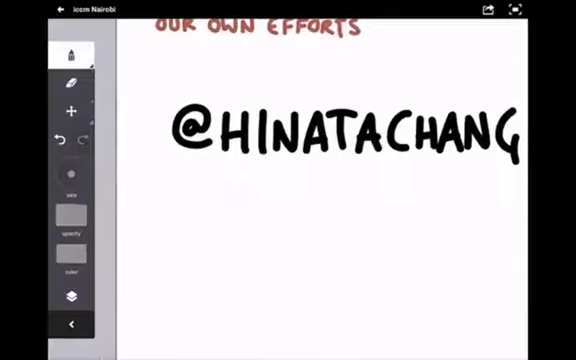 iccm Nairobi
OUR OWN EFFORTS
@HINATACHANG
size
opacity
color